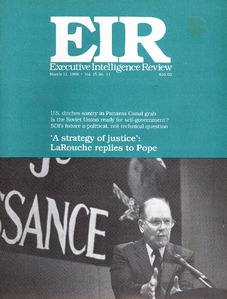 EIR
Executive Intelligence Review
March 11, 1988 • Vol. 15 No. 11 $10.00
U.S. ditches sanity in Panama Canal grab
Is the Soviet Union ready for self-government?
SDI's future a political, not technical question
'A strategy of justice':
LaRouche replies to Pope
SSANCE